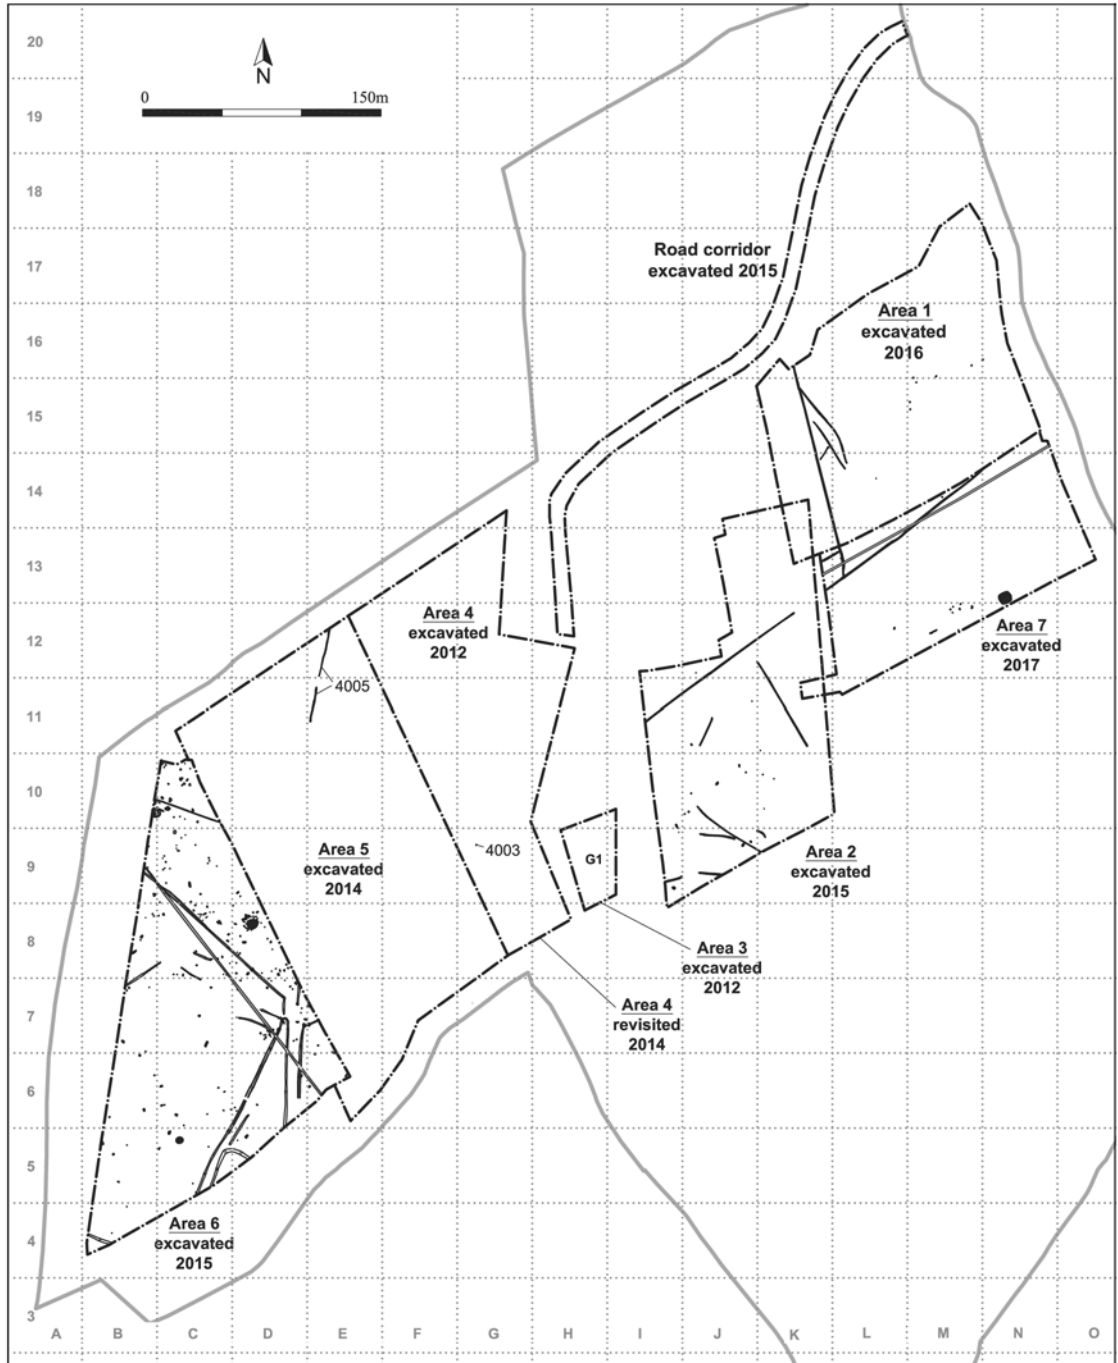 20
N
0 150m
19
18
Road corridor
excavated 2015
17
Area 1
excavated
2016
16
15
14
13
Area 4
excavated
2012
12
Area 7
excavated
2017
4005
11
10
Area 5
excavated
2014
4003
G1
Area 2
excavated
2015
9
8
Area 3
excavated
2012
Area 4
revisited
2014
7
6
5
Area 6
excavated
2015
4
3
A B C D E F G H I J K L M N O